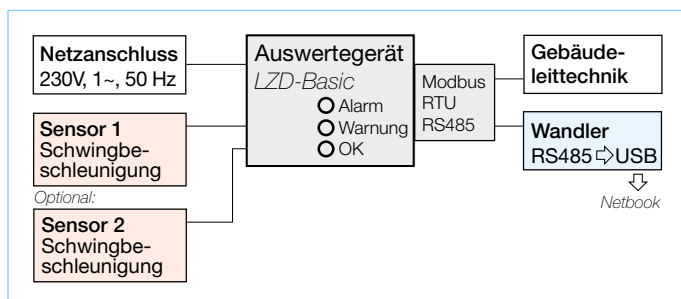 Netzanschluss
230V, 1~, 50 Hz
Sensor 1
Schwingbe-
schleunigung
Optional:
Sensor 2
Schwingbe-
schleunigung
Auswertegerät
LZD-Basic
Alarm
Warnung
OK
Modbus
RTU
RS485
Gebäude-
leittechnik
Wandler
RS485 ⇨ USB
Netbook